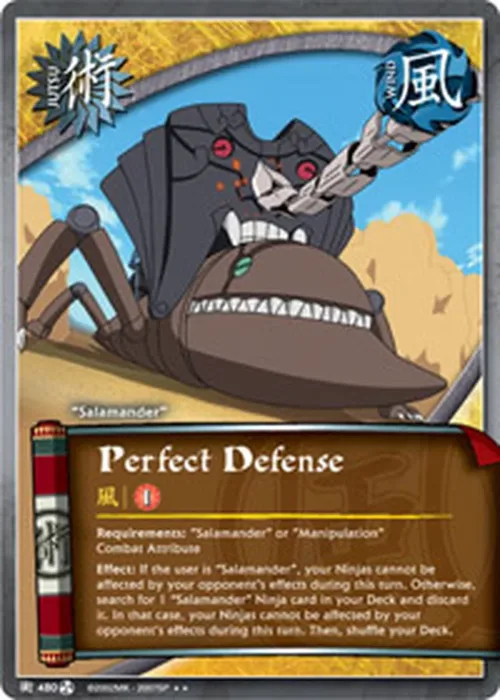 JUTSU 術
WIND 風
"Salamander"
Perfect Defense
風 1
Requirements: "Salamander" or "Manipulation"
Combat Attribute
Effect: If the user is "Salamander", your Ninjas cannot be
affected by your opponent's effects during this turn. Otherwise,
search for 1 "Salamander" Ninja card in your Deck and discard
it. In that case, your Ninjas cannot be affected by your
opponent's effects during this turn. Then, shuffle your Deck.
術 480